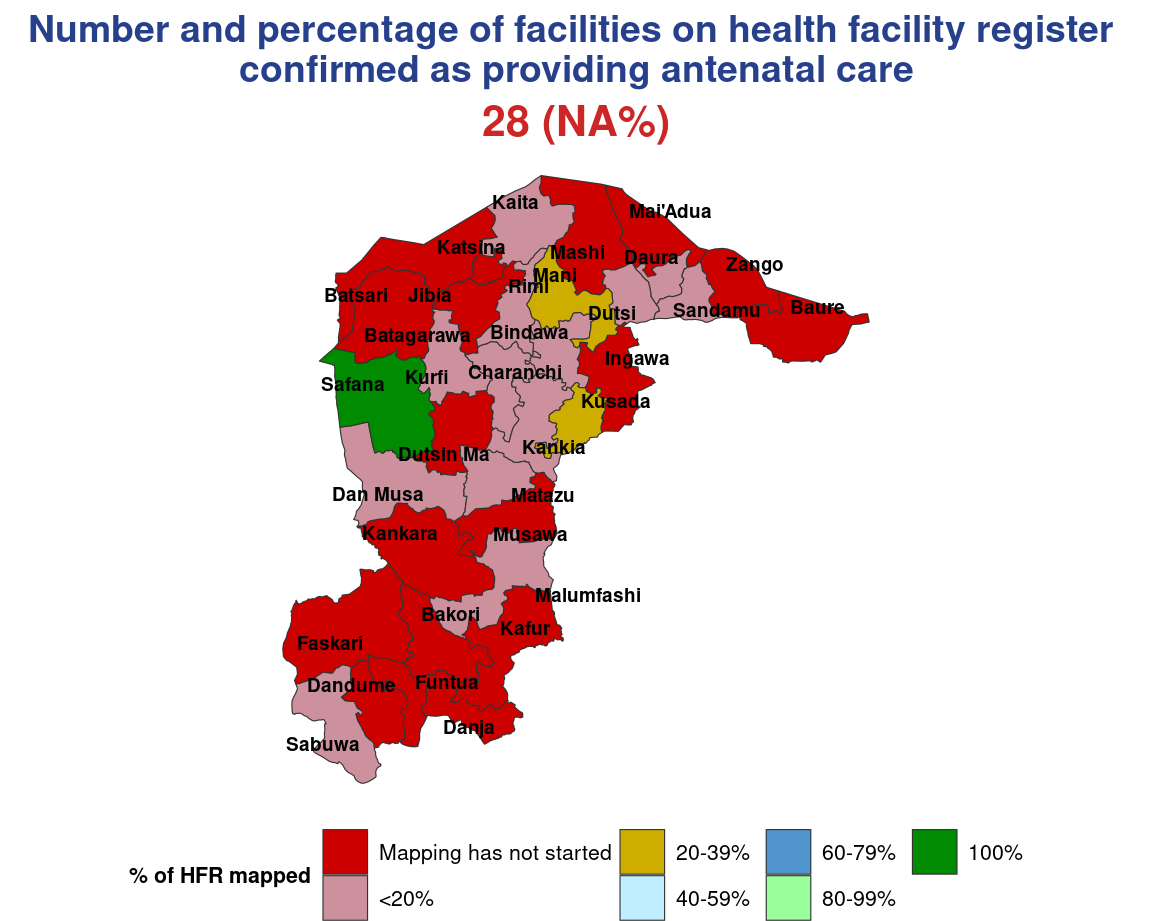 Number and percentage of facilities on health facility register
confirmed as providing antenatal care
28 (NA%)
Kaita
Mai'Adua
Katsina
Mashi
Daura
Zango
Mani
Rimi
Batsari
Jibia
Dutsi
Sandamu
Baure
Batagarawa
Bindawa
Ingawa
Charanchi
Kurfi
Safana
Kusada
Kankia
Dutsin Ma
Dan Musa
Matazu
Kankara
Musawa
Malumfashi
Bakori
Kafur
Faskari
Dandume
Funtua
Danja
Sabuwa
% of HFR mapped
Mapping has not started
<20%
20-39%
40-59%
60-79%
80-99%
100%